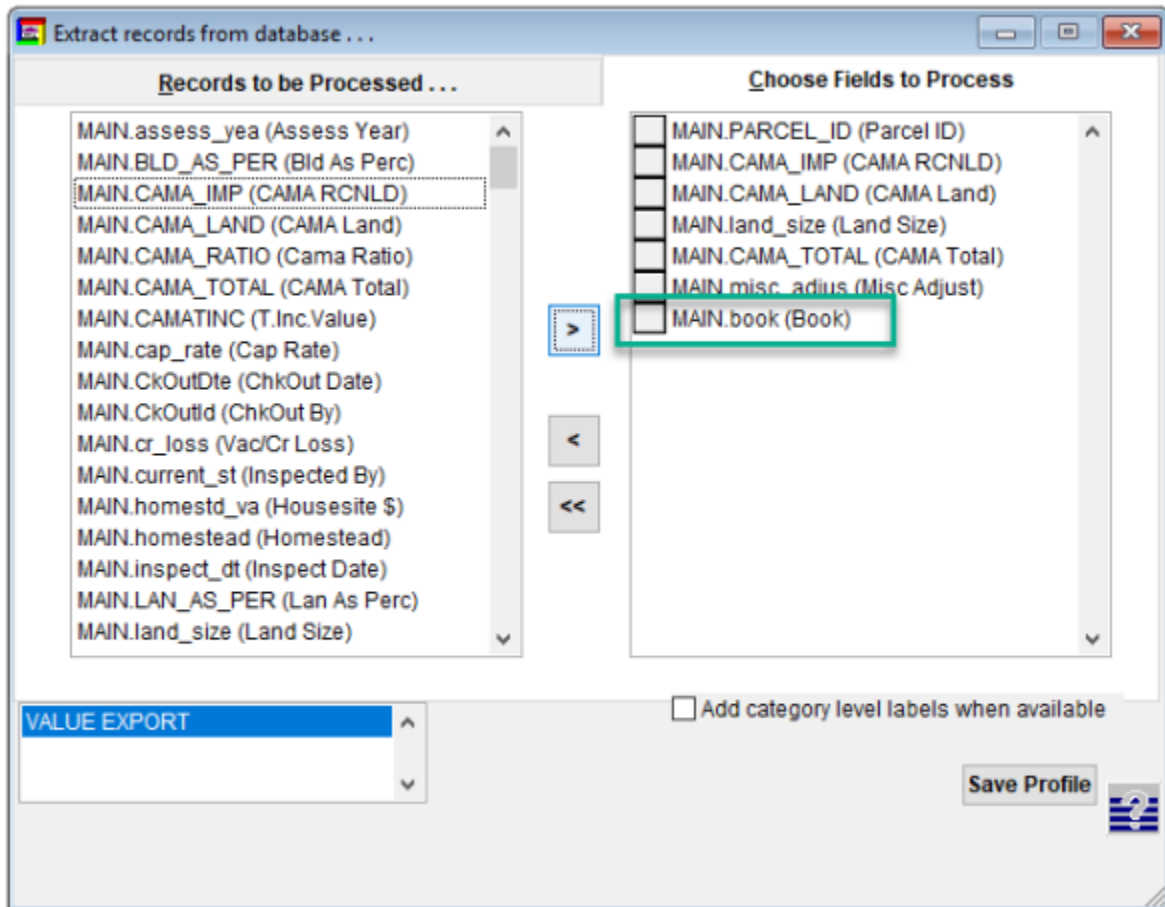 Extract records from database . . .
Records to be Processed . . .
Choose Fields to Process
MAIN.assess_yea (Assess Year)
MAIN.BLD_AS_PER (Bld As Perc)
MAIN.CAMA_IMP (CAMA RCNLD)
MAIN.CAMA_LAND (CAMA Land)
MAIN.CAMA_RATIO (Cama Ratio)
MAIN.CAMA_TOTAL (CAMA Total)
MAIN.CAMATINC (T.Inc.Value)
MAIN.cap_rate (Cap Rate)
MAIN.CkOutDte (ChkOut Date)
MAIN.CkOutId (ChkOut By)
MAIN.cr_loss (Vac/Cr Loss)
MAIN.current_st (Inspected By)
MAIN.homestd_va (Housesite $)
MAIN.homestead (Homestead)
MAIN.inspect_dt (Inspect Date)
MAIN.LAN_AS_PER (Lan As Perc)
MAIN.land_size (Land Size)
>
<
<<
MAIN.PARCEL_ID (Parcel ID)
MAIN.CAMA_IMP (CAMA RCNLD)
MAIN.CAMA_LAND (CAMA Land)
MAIN.land_size (Land Size)
MAIN.CAMA_TOTAL (CAMA Total)
MAIN.misc_adjus (Misc Adjust)
MAIN.book (Book)
VALUE EXPORT
Add category level labels when available
Save Profile
?